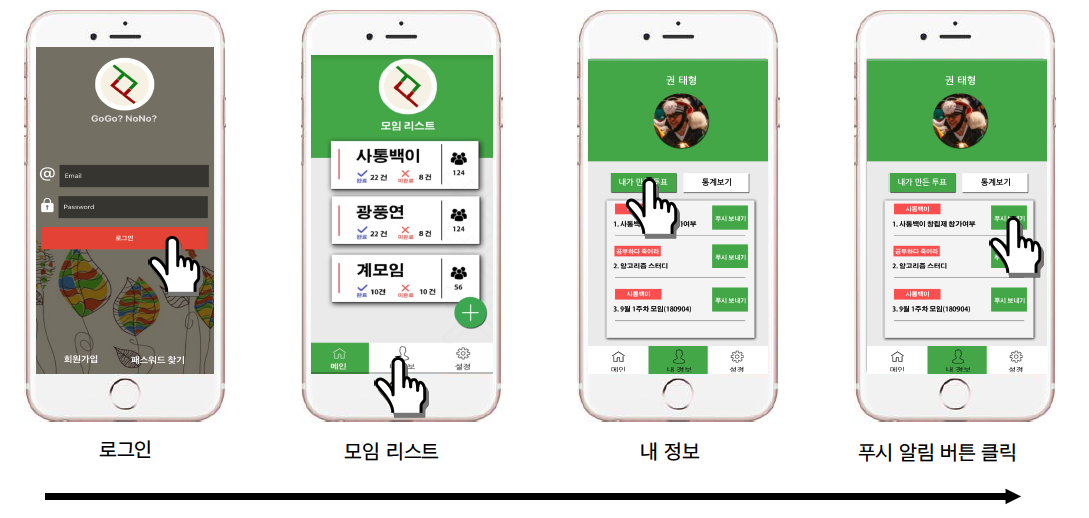 GoGo? NoNo?
@
Email
Password
로그인
회원가입
패스워드 찾기
로그인
모임 리스트
사통백이
완료 22 건
미완료 8 건
124
광풍연
완료 22 건
미완료 8 건
124
계모임
완료 10건
미완료 10 건
56
메인
보
설정
모임 리스트
권 태형
내가 만든 투표
통계보기
푸시 보내기
1. 사통백 가여부
공부하다 죽어라
2. 알고리즘 스터디
푸시 보내기
사통백이
3. 9월 1주차 모임(180904)
푸시 보내기
메인
내 정보
설정
내 정보
권 태형
내가 만든 투표
통계보기
사통백이
1. 사통백이 창립제 참가여부
푸시 보내기
공부하다 죽어라
2. 알고리즘 스터디
사통백이
3. 9월 1주차 모임(180904)
푸시 보내기
메인
내 정보
설정
푸시 알림 버튼 클릭